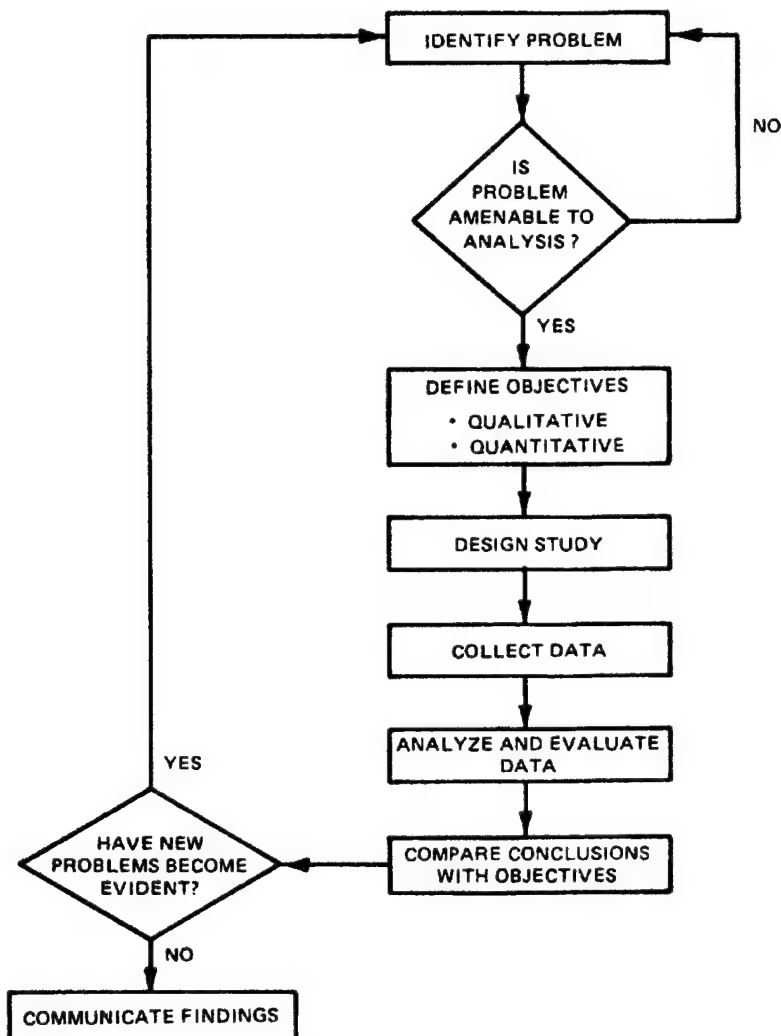 IDENTIFY PROBLEM
NO
IS
PROBLEM
AMENABLE TO
ANALYSIS?
YES
DEFINE OBJECTIVES
• QUALITATIVE
• QUANTITATIVE
DESIGN STUDY
COLLECT DATA
ANALYZE AND EVALUATE
DATA
COMPARE CONCLUSIONS
WITH OBJECTIVES
YES
HAVE NEW
PROBLEMS BECOME
EVIDENT?
NO
COMMUNICATE FINDINGS